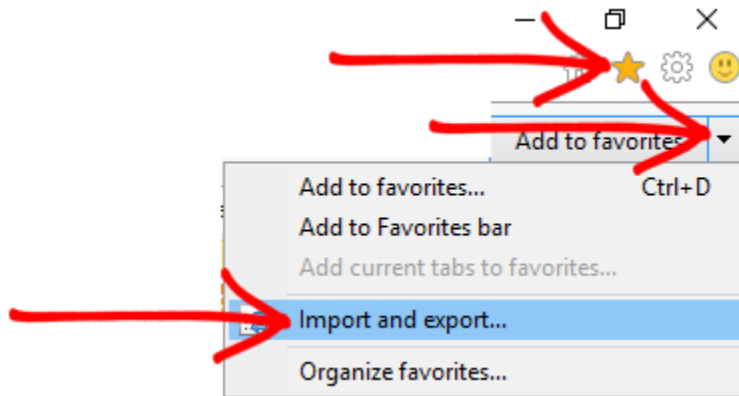 Add to favorites
Add to favorites... Ctrl+D
Add to Favorites bar
Add current tabs to favorites...
Import and export...
Organize favorites...